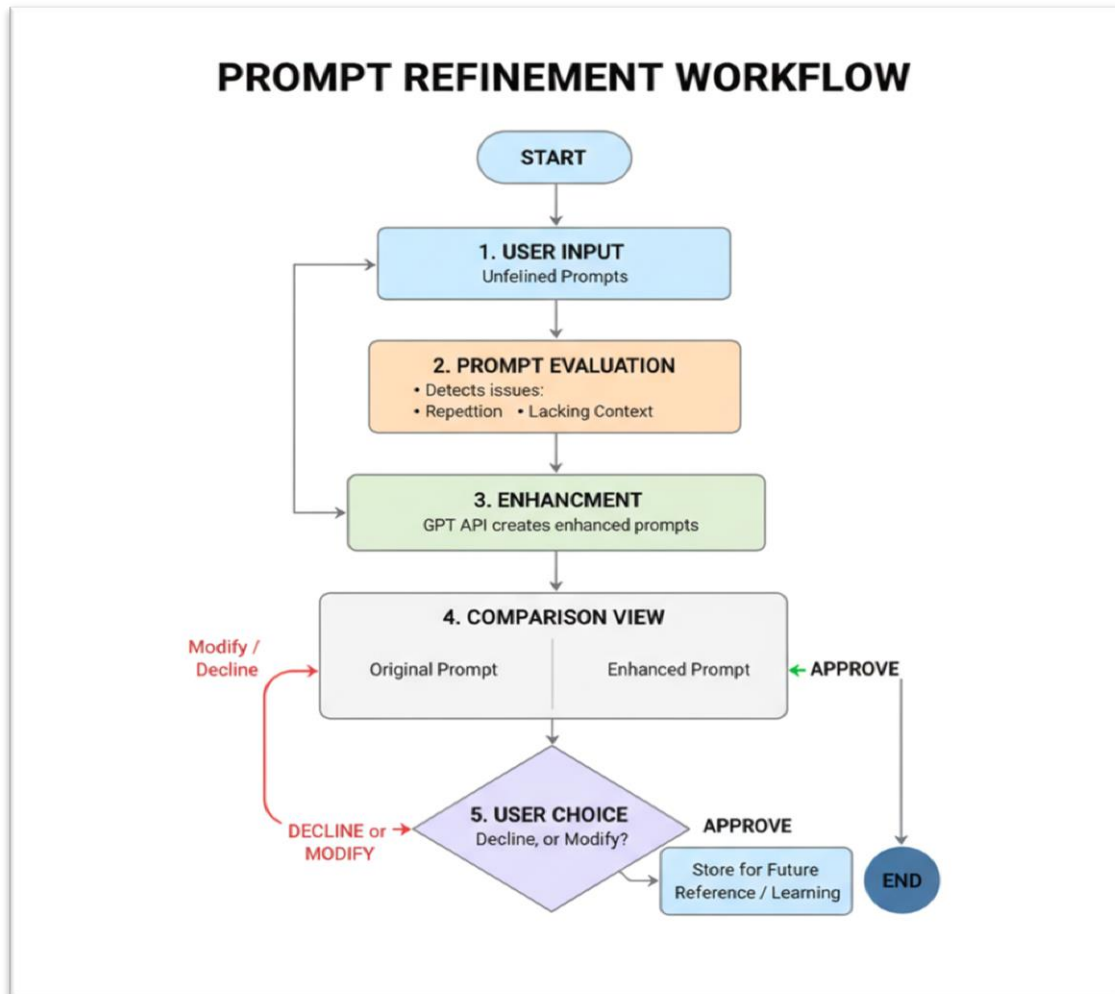 PROMPT REFINEMENT WORKFLOW
START
1. USER INPUT
Unfelined Prompts
2. PROMPT EVALUATION
• Detects issues:
• Repedtion • Lacking Context
3. ENHANCMENT
GPT API creates enhanced prompts
4. COMPARISON VIEW
Modify /
Decline
Original Prompt
Enhanced Prompt
APPROVE
5. USER CHOICE
Decline, or Modify?
DECLINE or
MODIFY
APPROVE
Store for Future
Reference / Learning
END